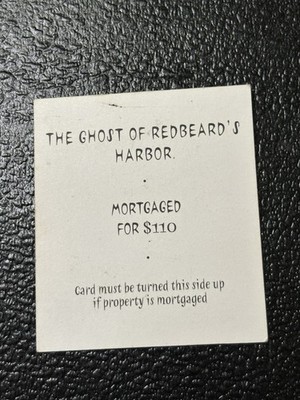 THE GHOST OF REDBEARD'S
HARBOR.
MORTGAGED
FOR $110
Card must be turned this side up
if property is mortgaged